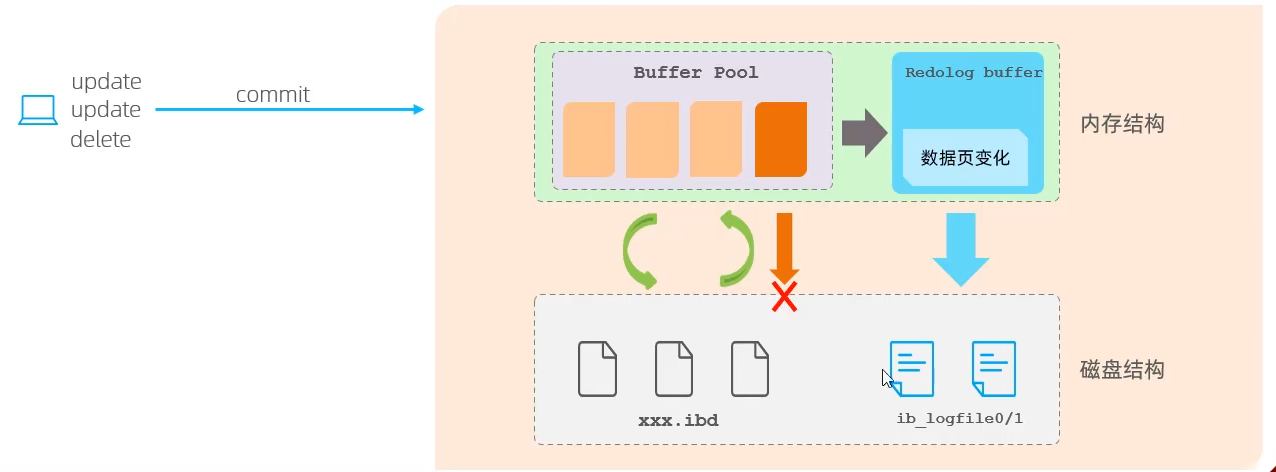 update
update
delete
commit
Buffer Pool
Redolog buffer
数据页变化
内存结构
xxx.ibd
ib_logfile0/1
磁盘结构